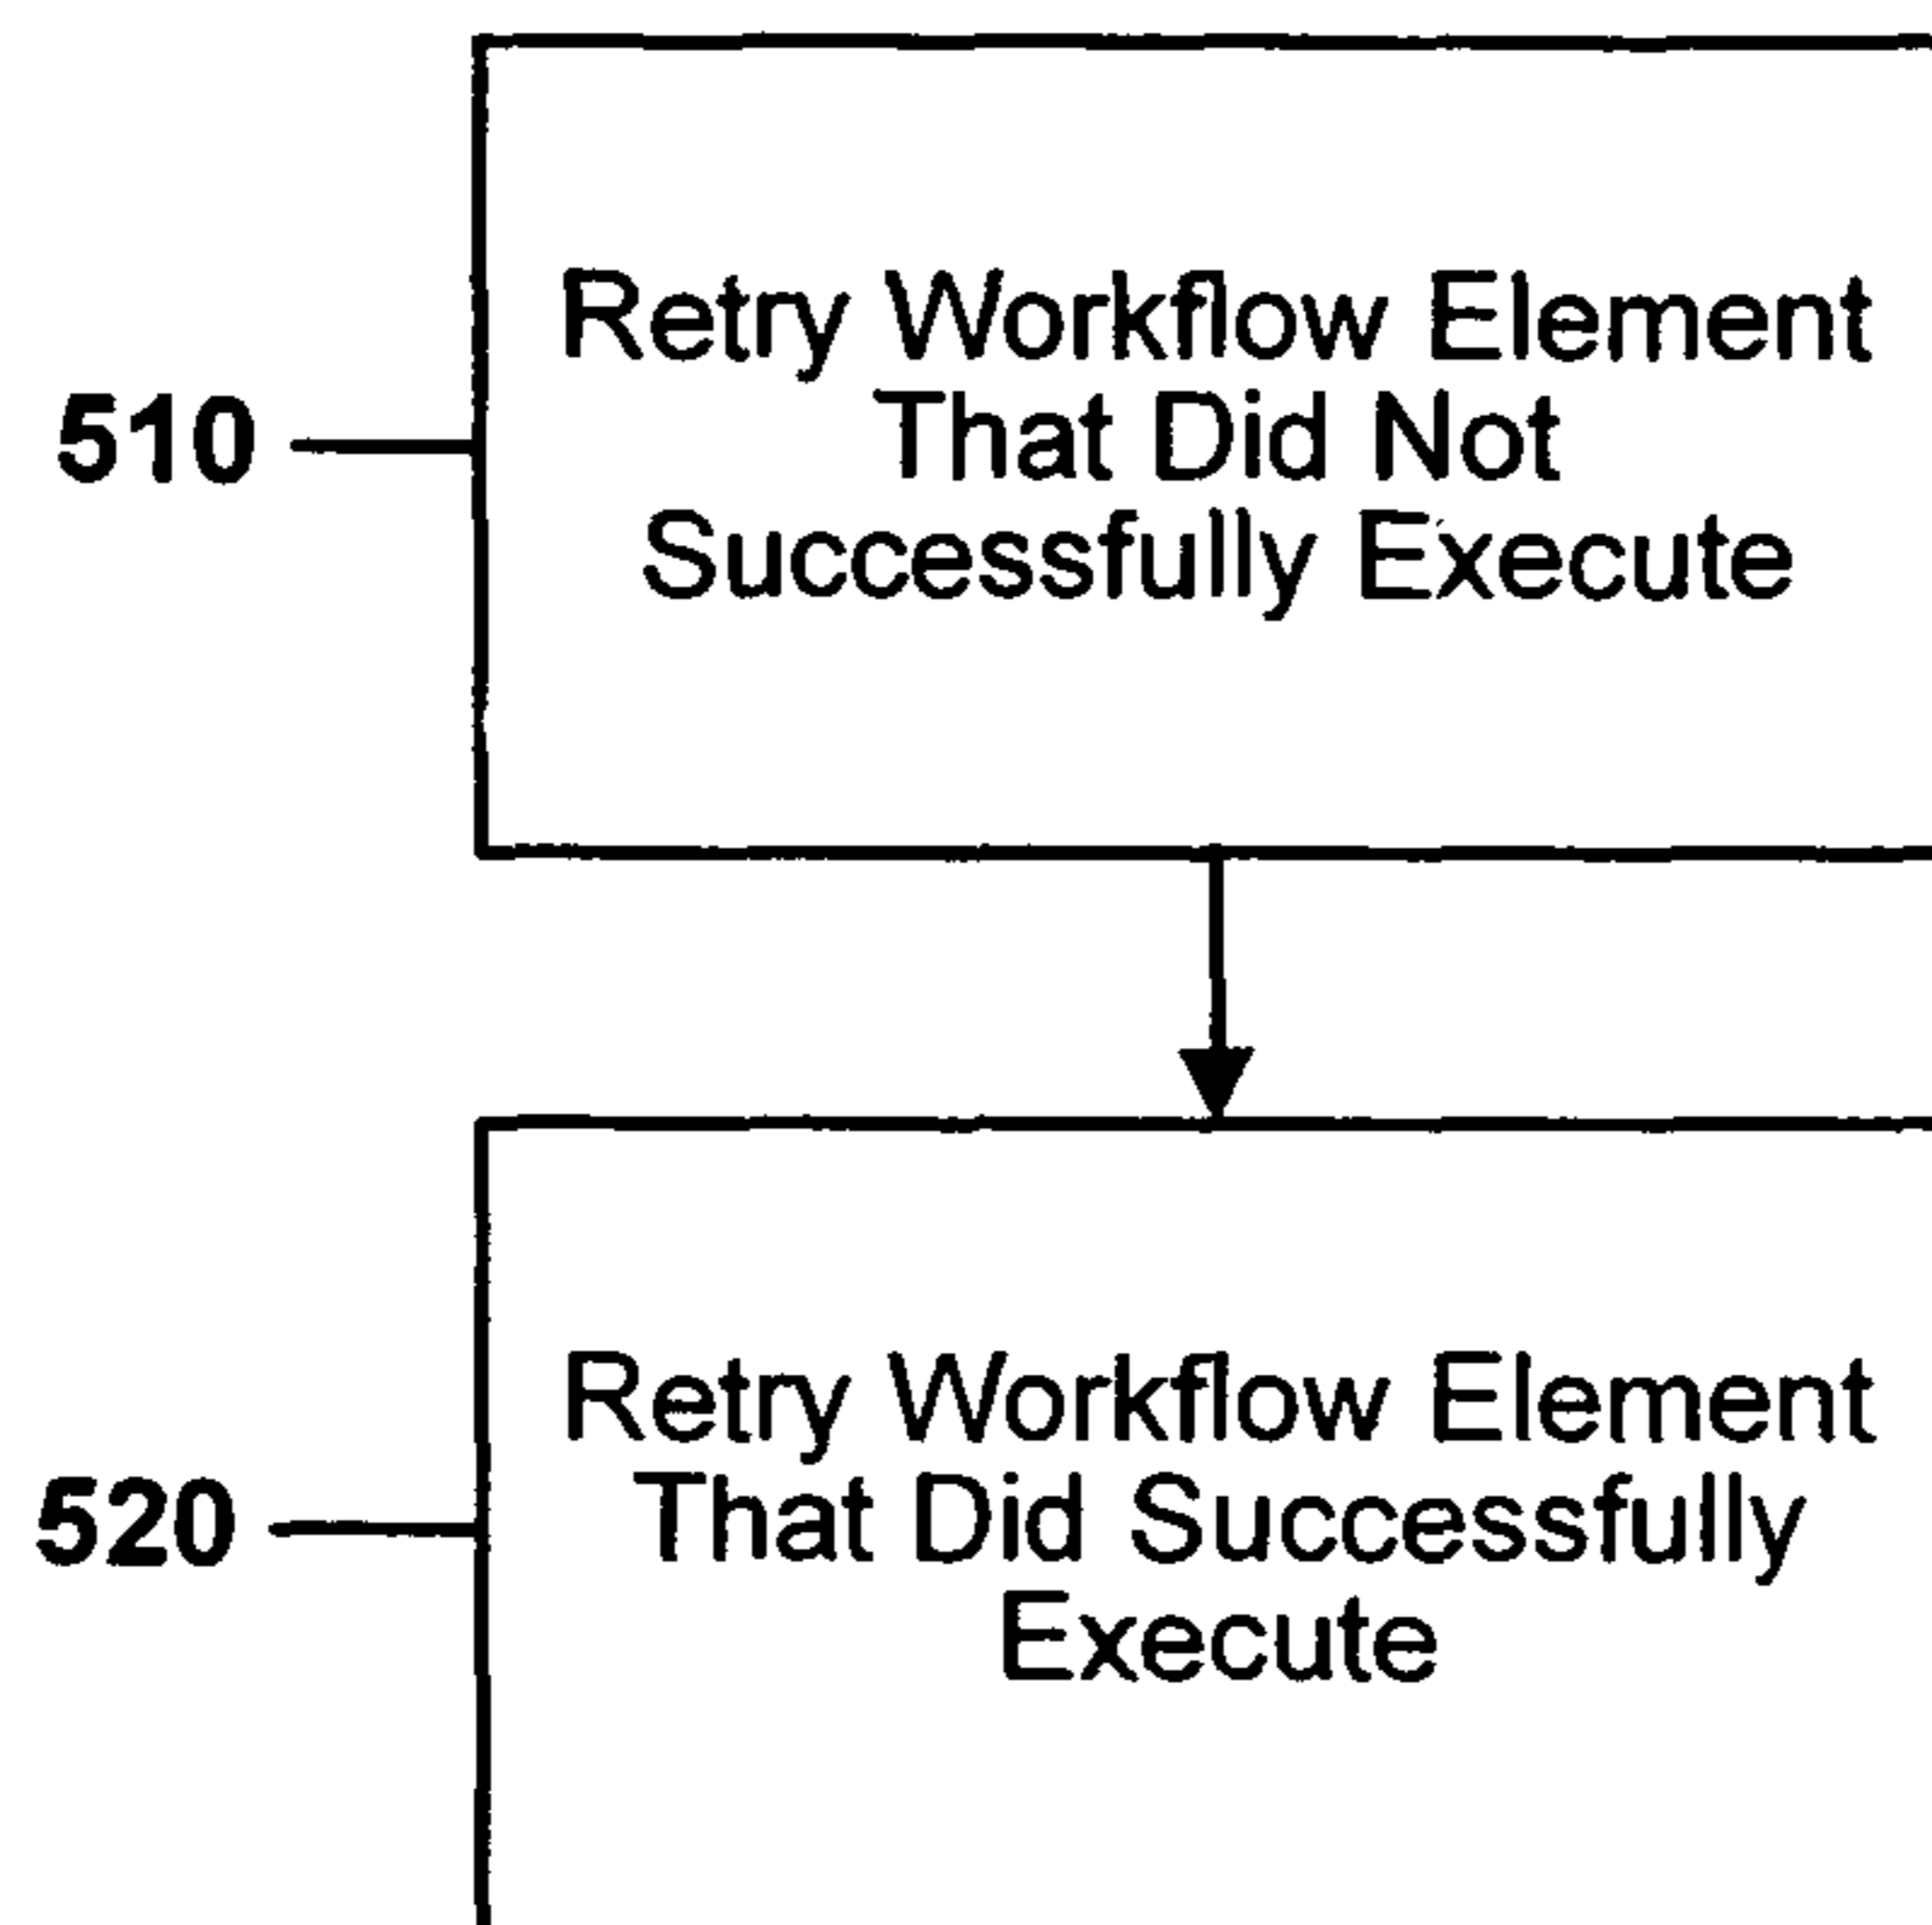 Retry Workflow Element
That Did Not
Successfully Execute
510
Retry Workflow Element
That Did Successfully
Execute
520